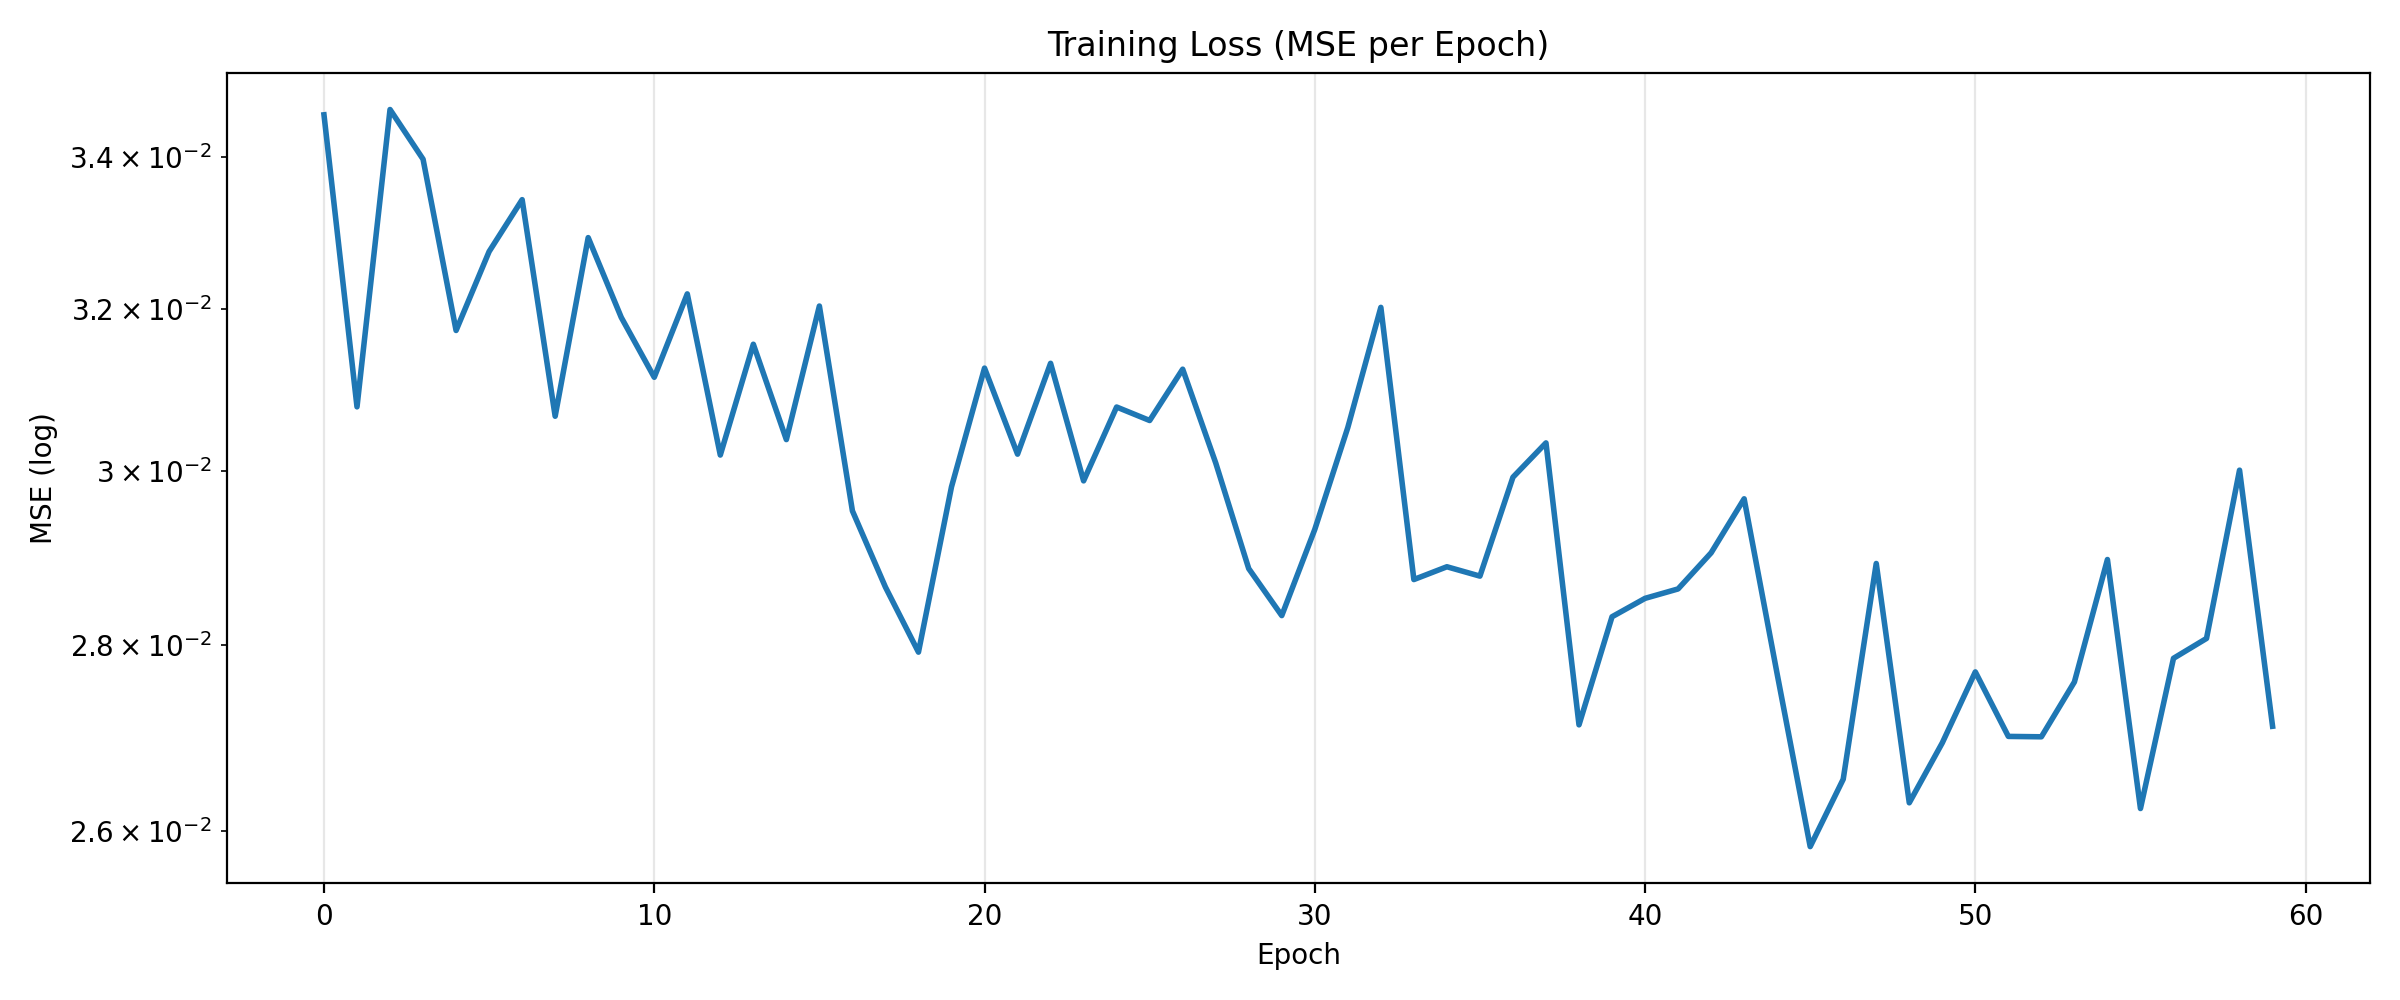 Training Loss (MSE per Epoch)
MSE (log)
3.4 × 10⁻²
3.2 × 10⁻²
3 × 10⁻²
2.8 × 10⁻²
2.6 × 10⁻²
0 10 20 30 40 50 60
Epoch